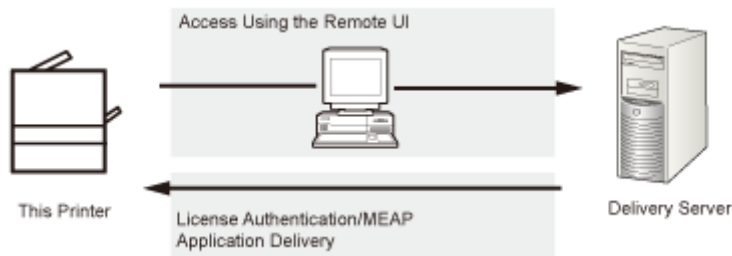 Access Using the Remote UI
This Printer
Delivery Server
License Authentication/MEAP
Application Delivery